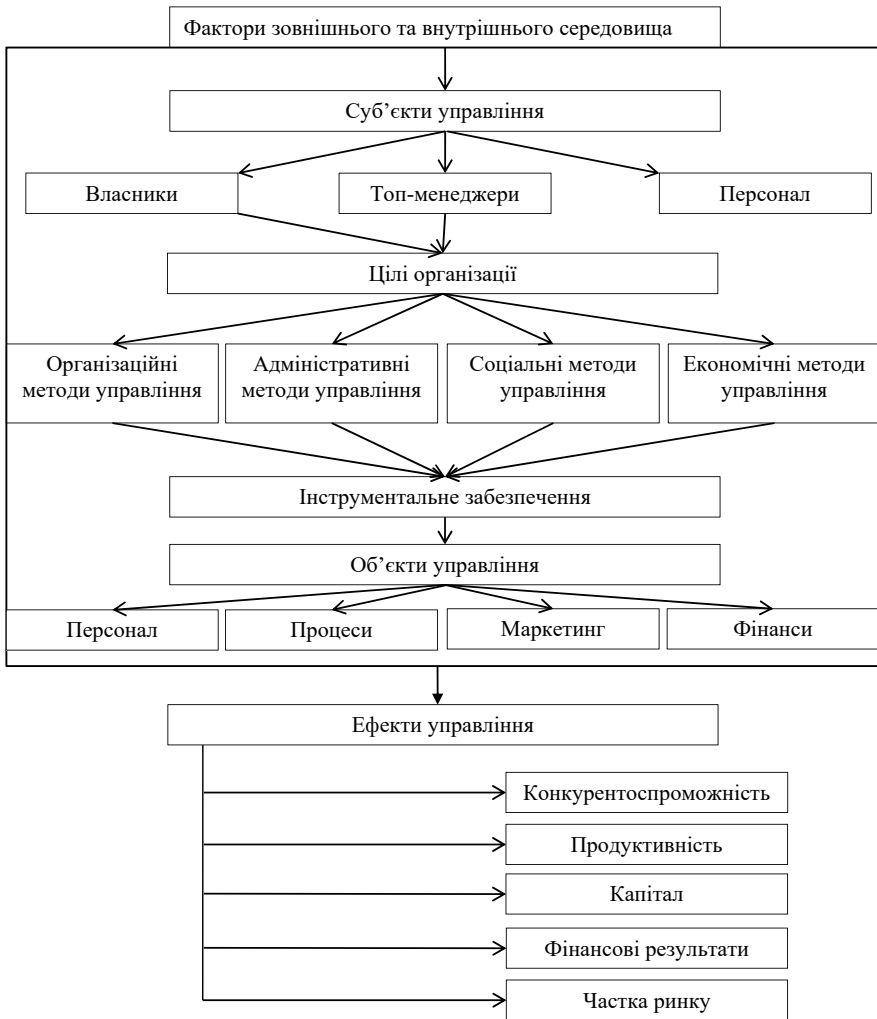 Фактори зовнішнього та внутрішнього середовища
Суб’єкти управління
Власники
Топ-менеджери
Персонал
Цілі організації
Організаційні
методи управління
Адміністративні
методи управління
Соціальні методи
управління
Економічні методи
управління
Інструментальне забезпечення
Об’єкти управління
Персонал
Процеси
Маркетинг
Фінанси
Ефекти управління
Конкурентоспроможність
Продуктивність
Капітал
Фінансові результати
Частка ринку